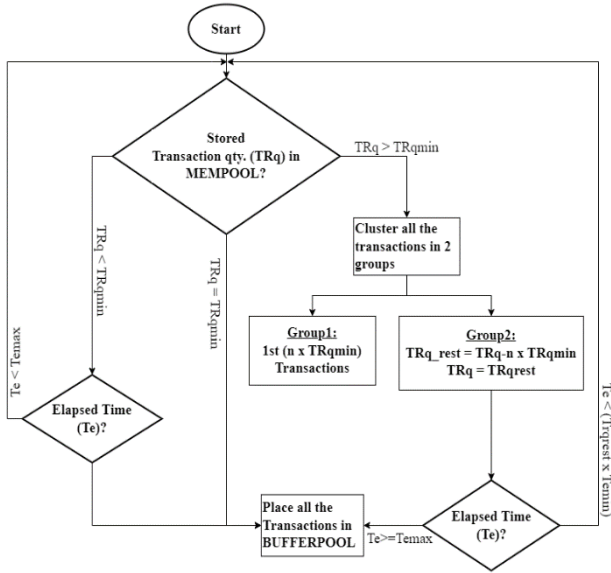 Start
Stored
Transaction qty. (TRq) in
MEMPOOL?
TRq > TRqmin
TRq < TRqmin
TRq = TRqmin
Cluster all the
transactions in 2
groups
Group1:
1st (n x TRqmin)
Transactions
Group2:
TRq_rest = TRq-n x TRqmin
TRq = TRqrest
Te < Temax
Elapsed Time
(Te)?
Place all the
Transactions in
BUFFERPOOL
Te>=Temax
Elapsed Time
(Te)?
Te < (Trqrest x Temin)